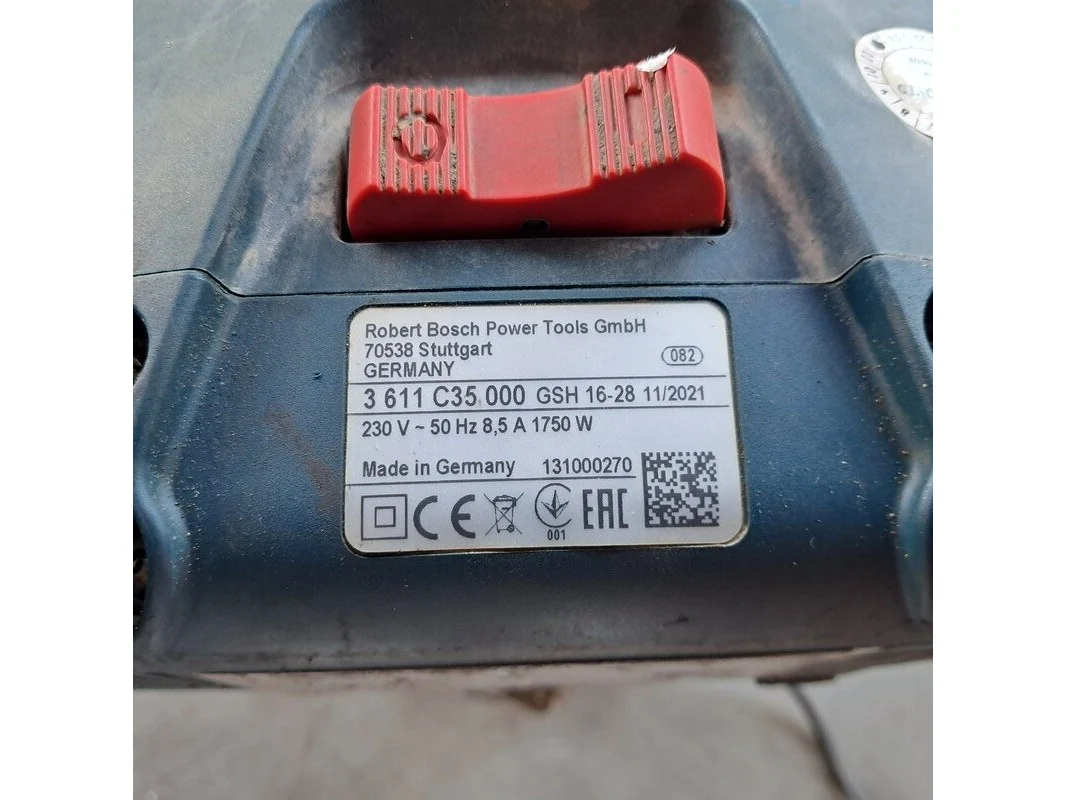 Robert Bosch Power Tools GmbH
70538 Stuttgart
GERMANY
082
3 611 C35 000 GSH 16-28 11/2021
230 V ~ 50 Hz 8,5 A 1750 W
Made in Germany 131000270
CE EAC
001